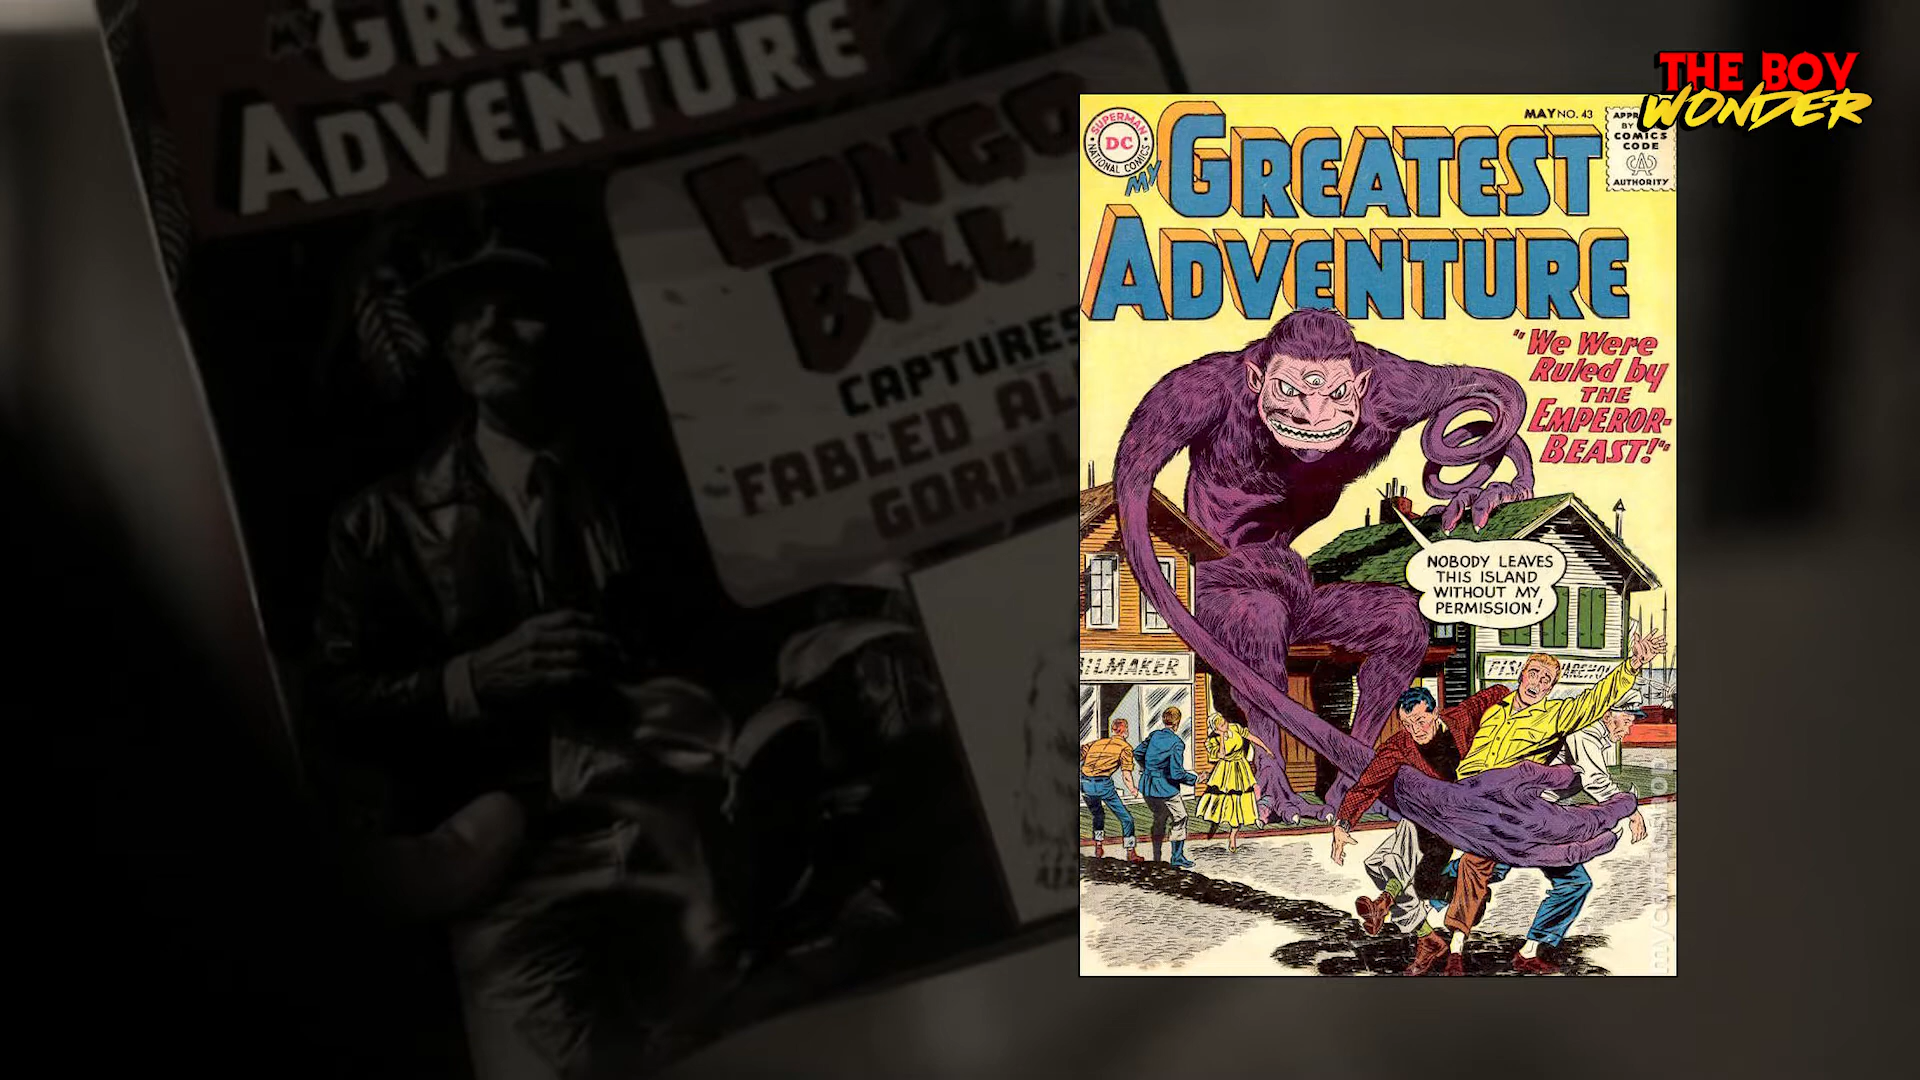 MY GREATEST
ADVENTURE
CONGO
BILL
CAPTURES
FABLED
THE BOY
WONDER
SUPERMAN
DC
NATIONAL COMICS
MAY NO. 43
BY
COMICS
CODE
CA
AUTHORITY
MY GREATEST
ADVENTURE
"We Were
Ruled by
THE
EMPEROR-
BEAST!"
NOBODY LEAVES
THIS ISLAND
WITHOUT MY
PERMISSION!
ILMAKER